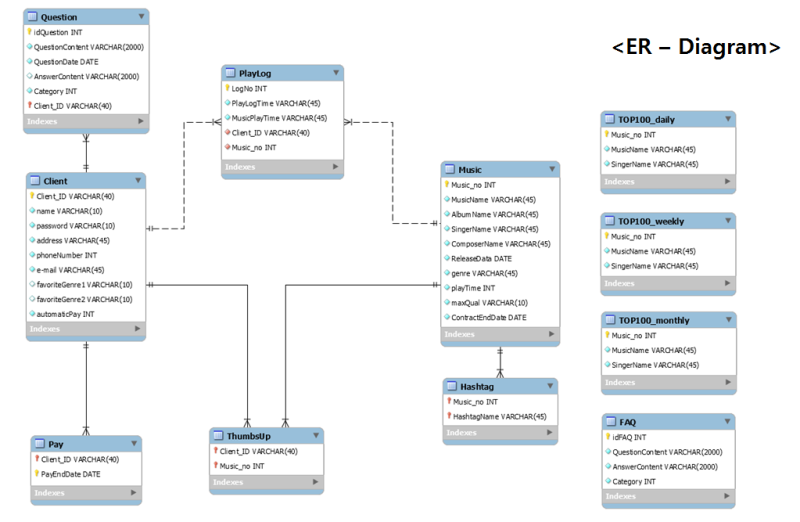 <ER – Diagram>
Question
idQuestion INT
QuestionContent VARCHAR(2000)
QuestionDate DATE
AnswerContent VARCHAR(2000)
Category INT
Client_ID VARCHAR(40)
Indexes
PlayLog
LogNo INT
PlayLogTime VARCHAR(45)
MusicPlayTime VARCHAR(45)
Client_ID VARCHAR(40)
Music_no INT
Indexes
Client
Client_ID VARCHAR(40)
name VARCHAR(10)
password VARCHAR(10)
address VARCHAR(45)
phoneNumber INT
e-mail VARCHAR(45)
favoriteGenre1 VARCHAR(10)
favoriteGenre2 VARCHAR(10)
automaticPay INT
Indexes
Music
Music_no INT
MusicName VARCHAR(45)
AlbumName VARCHAR(45)
SingerName VARCHAR(45)
ComposerName VARCHAR(45)
ReleaseData DATE
genre VARCHAR(45)
playTime INT
maxQual VARCHAR(10)
ContractEndDate DATE
Indexes
Pay
Client_ID VARCHAR(40)
PayEndDate DATE
Indexes
ThumbsUp
Client_ID VARCHAR(40)
Music_no INT
Indexes
Hashtag
Music_no INT
HashtagName VARCHAR(45)
Indexes
TOP100_daily
Music_no INT
MusicName VARCHAR(45)
SingerName VARCHAR(45)
Indexes
TOP100_weekly
Music_no INT
MusicName VARCHAR(45)
SingerName VARCHAR(45)
Indexes
TOP100_monthly
Music_no INT
MusicName VARCHAR(45)
SingerName VARCHAR(45)
Indexes
FAQ
idFAQ INT
QuestionContent VARCHAR(2000)
AnswerContent VARCHAR(2000)
Category INT
Indexes